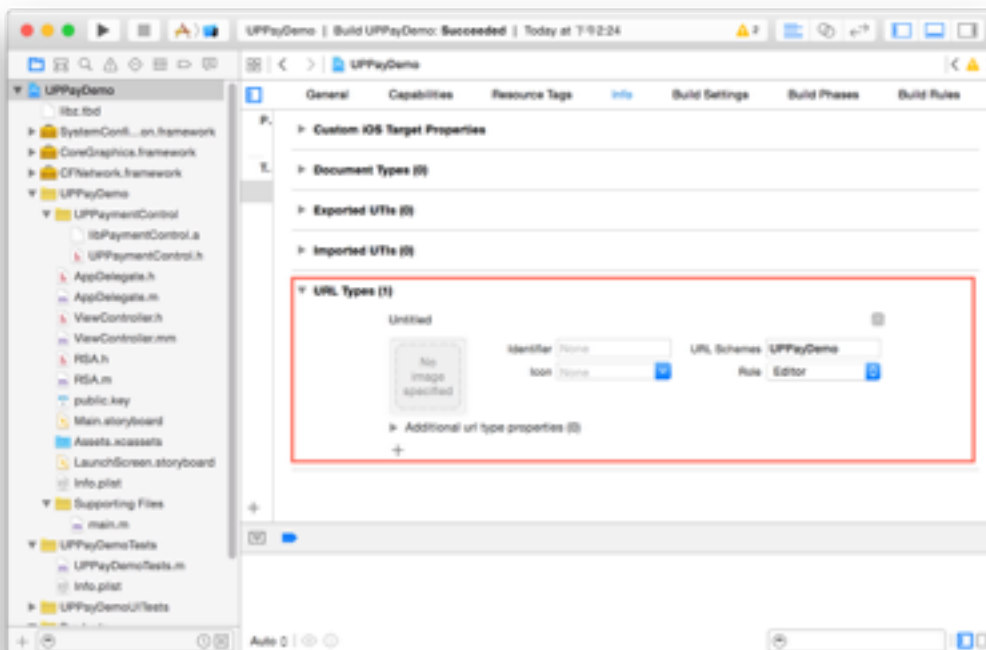 UPPayDemo | Build UPPayDemo: Succeeded | Today at 下午2:24
2
UPPayDemo
General Capabilities Resource Tags Info Build Settings Build Phases Build Rules
UPPayDemo
libz.tbd
SystemConfi...on.framework
CoreGraphics.framework
CFNetwork.framework
UPPayDemo
UPPaymentControl
libPaymentControl.a
UPPaymentControl.h
AppDelegate.h
AppDelegate.m
ViewController.h
ViewController.mm
RSA.h
RSA.m
public.key
Main.storyboard
Assets.xcassets
LaunchScreen.storyboard
Info.plist
Supporting Files
main.m
UPPayDemoTests
UPPayDemoTests.m
Info.plist
UPPayDemoUITests
P.
T.
Custom iOS Target Properties
Document Types (0)
Exported UTIs (0)
Imported UTIs (0)
URL Types (1)
Untitled
No
image
specified
Identifier None
URL Schemes UPPayDemo
Icon None
Role Editor
Additional url type properties (0)
Auto